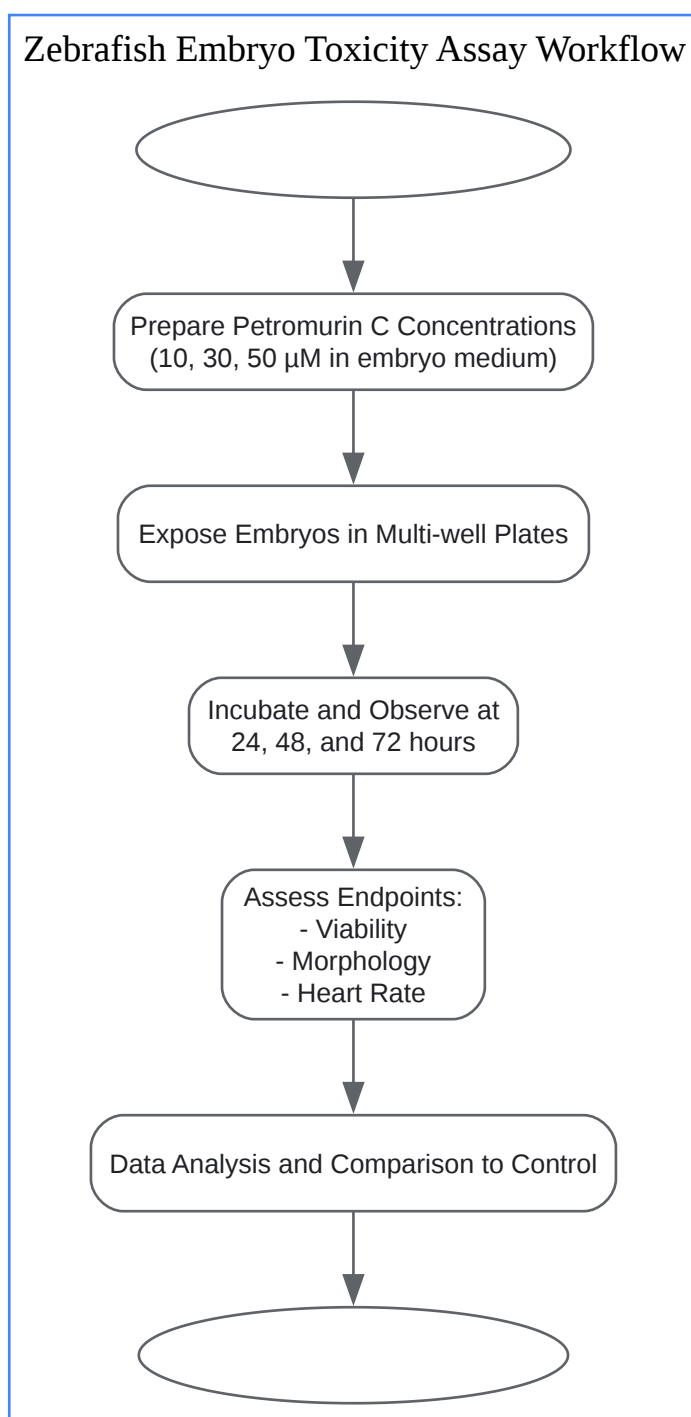 Zebrafish Embryo Toxicity Assay Workflow
Prepare Petromurin C Concentrations
(10, 30, 50 µM in embryo medium)
Expose Embryos in Multi-well Plates
Incubate and Observe at
24, 48, and 72 hours
Assess Endpoints:
- Viability
- Morphology
- Heart Rate
Data Analysis and Comparison to Control